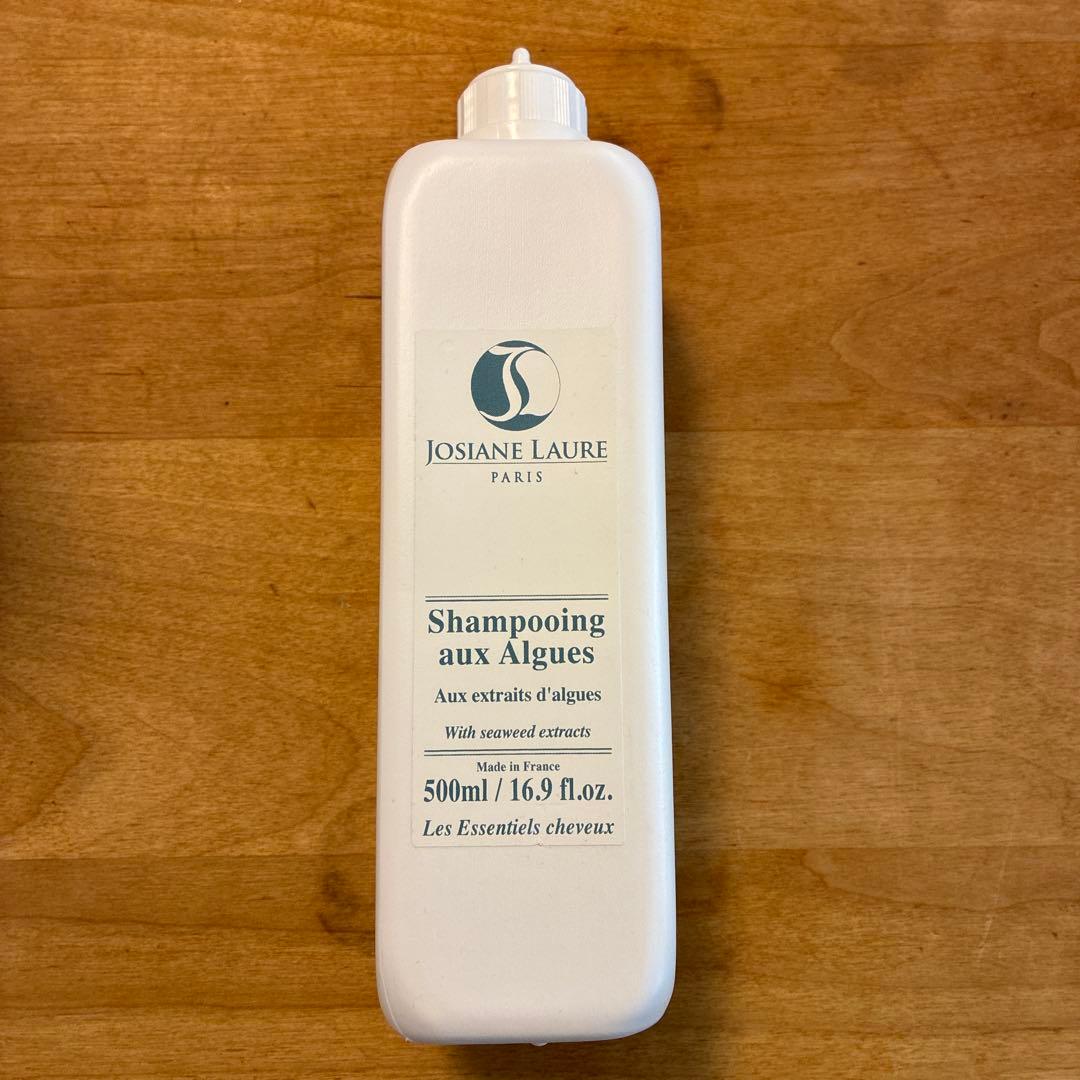 JOSIANE LAURE
PARIS
Shampooing
aux Algues
Aux extraits d'algues
With seaweed extracts
Made in France
500ml / 16.9 fl.oz.
Les Essentiels cheveux